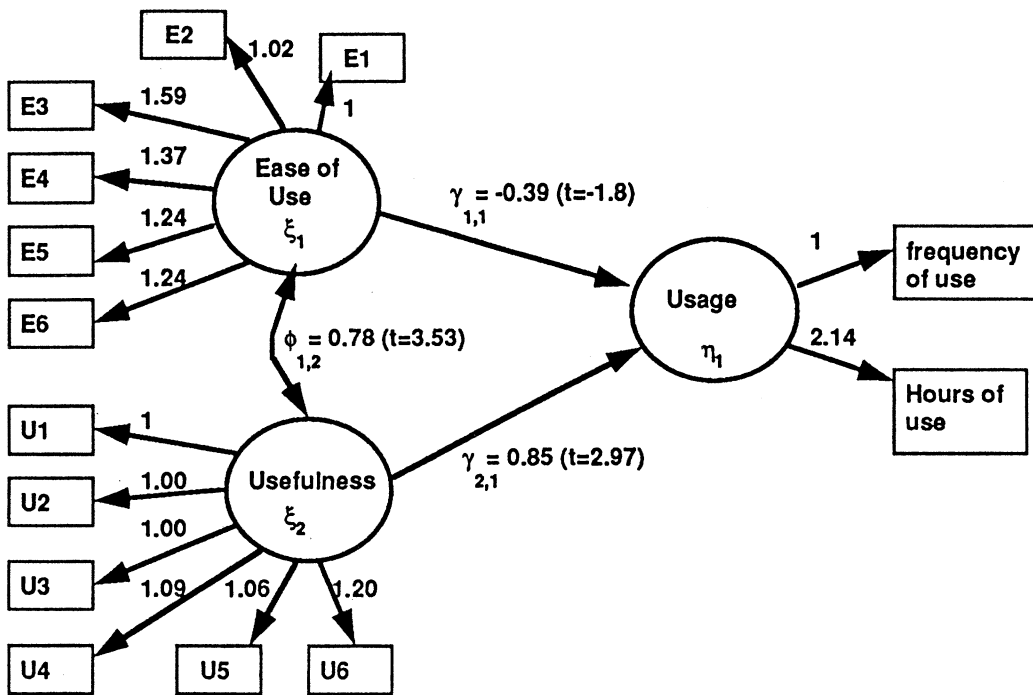 E2
1.02
E1
1
E3
1.59
E4
1.37
E5
1.24
E6
1.24
Ease of
Use
ξ1
γ1,1 = -0.39 (t=-1.8)
ϕ1,2 = 0.78 (t=3.53)
Usage
η1
1
frequency
of use
2.14
Hours of
use
γ2,1 = 0.85 (t=2.97)
Usefulness
ξ2
U1
1
U2
1.00
U3
1.00
U4
1.09
U5
1.06
U6
1.20